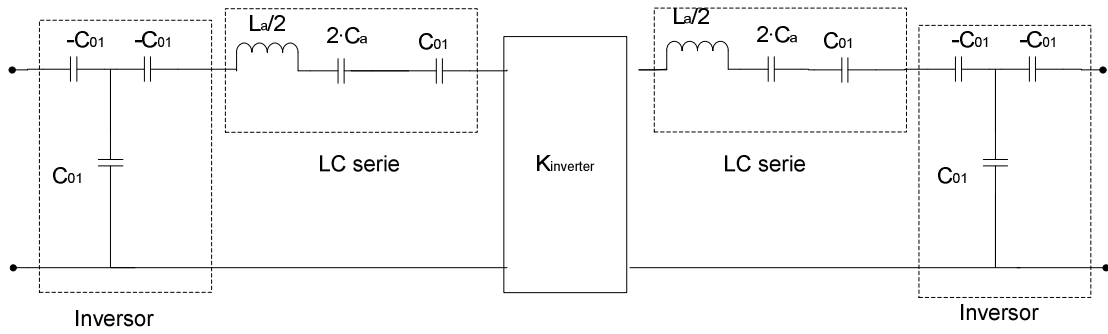 -C01 -C01
La/2
2·Ca
C01
La/2
2·Ca
C01
-C01 -C01
C01
LC serie
Kinverter
LC serie
C01
Inversor
Inversor